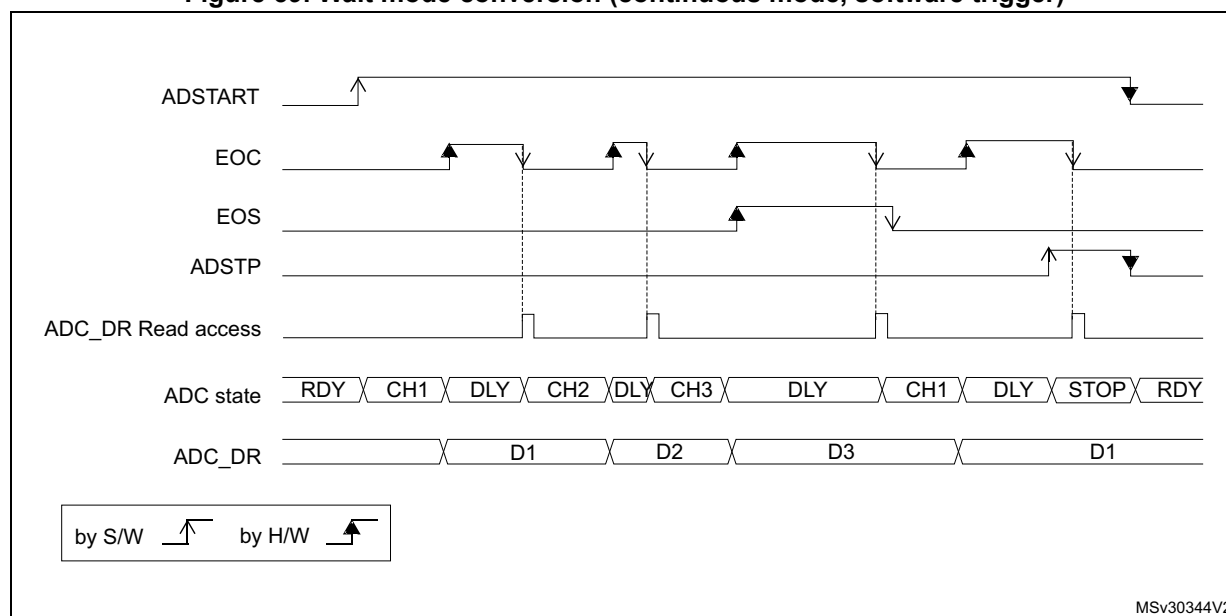 Figure 39. Wait mode conversion (continuous mode, software trigger)
ADSTART
EOC
EOS
ADSTP
ADC_DR Read access
ADC state RDY CH1 DLY CH2 DLY CH3 DLY CH1 DLY STOP RDY
ADC_DR D1 D2 D3 D1
by S/W by H/W
MSv30344V2